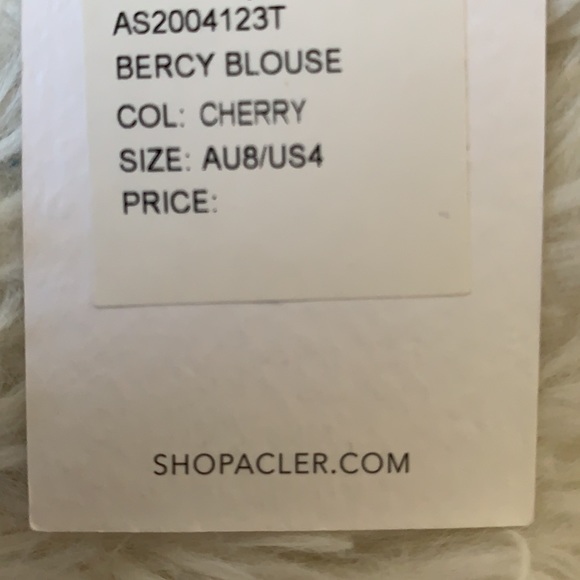 AS2004123T
BERCY BLOUSE
COL: CHERRY
SIZE: AU8/US4
PRICE:
SHOPACLER.COM